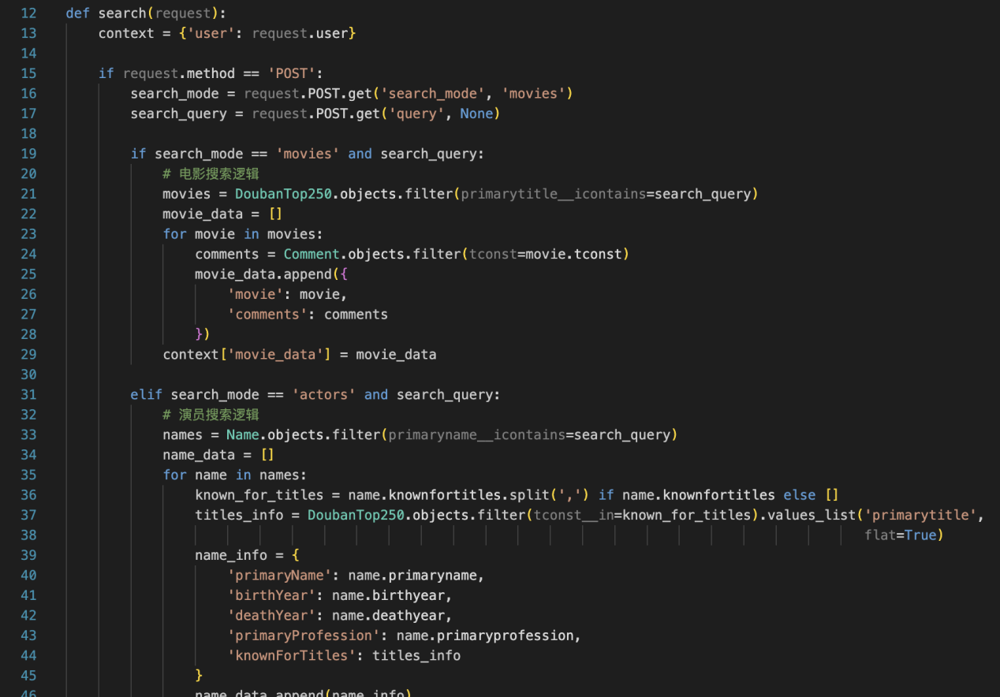 12 def search(request):
13     context = {'user': request.user}
14
15     if request.method == 'POST':
16         search_mode = request.POST.get('search_mode', 'movies')
17         search_query = request.POST.get('query', None)
18
19         if search_mode == 'movies' and search_query:
20             # 电影搜索逻辑
21             movies = DoubanTop250.objects.filter(primarytitle__icontains=search_query)
22             movie_data = []
23             for movie in movies:
24                 comments = Comment.objects.filter(tconst=movie.tconst)
25                 movie_data.append({
26                     'movie': movie,
27                     'comments': comments
28                 })
29             context['movie_data'] = movie_data
30
31         elif search_mode == 'actors' and search_query:
32             # 演员搜索逻辑
33             names = Name.objects.filter(primaryname__icontains=search_query)
34             name_data = []
35             for name in names:
36                 known_for_titles = name.knownfortitles.split(',') if name.knownfortitles else []
37                 titles_info = DoubanTop250.objects.filter(tconst__in=known_for_titles).values_list('primarytitle',
38                                                                                                    flat=True)
39                 name_info = {
40                     'primaryName': name.primaryname,
41                     'birthYear': name.birthyear,
42                     'deathYear': name.deathyear,
43                     'primaryProfession': name.primaryprofession,
44                     'knownForTitles': titles_info
45                 }
46                 name_data.append(name_info)